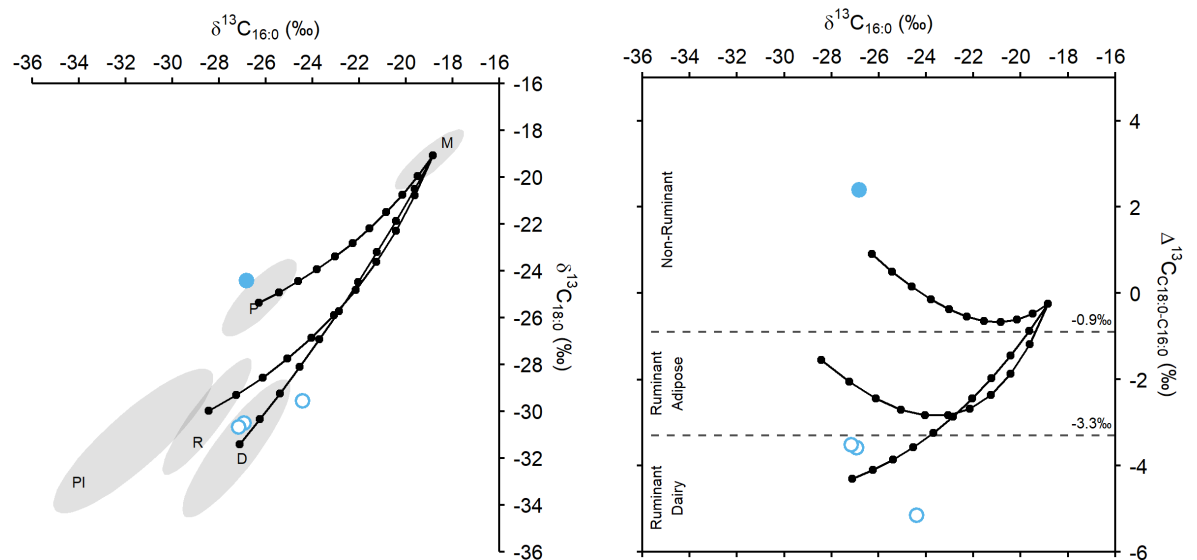 δ¹³C₁₆:₀ (‰)
-36 -34 -32 -30 -28 -26 -24 -22 -20 -18 -16
-16
-18
-20
-22
-24
-26
-28
-30
-32
-34
-36
δ¹³C₁₈:₀ (‰)
M
P
R
D
PI
δ¹³C₁₆:₀ (‰)
-36 -34 -32 -30 -28 -26 -24 -22 -20 -18 -16
4
2
0
-2
-4
-6
Δ¹³C_C18:0-C16:0 (‰)
Non-Ruminant
-0.9‰
Ruminant
Adipose
-3.3‰
Ruminant
Dairy